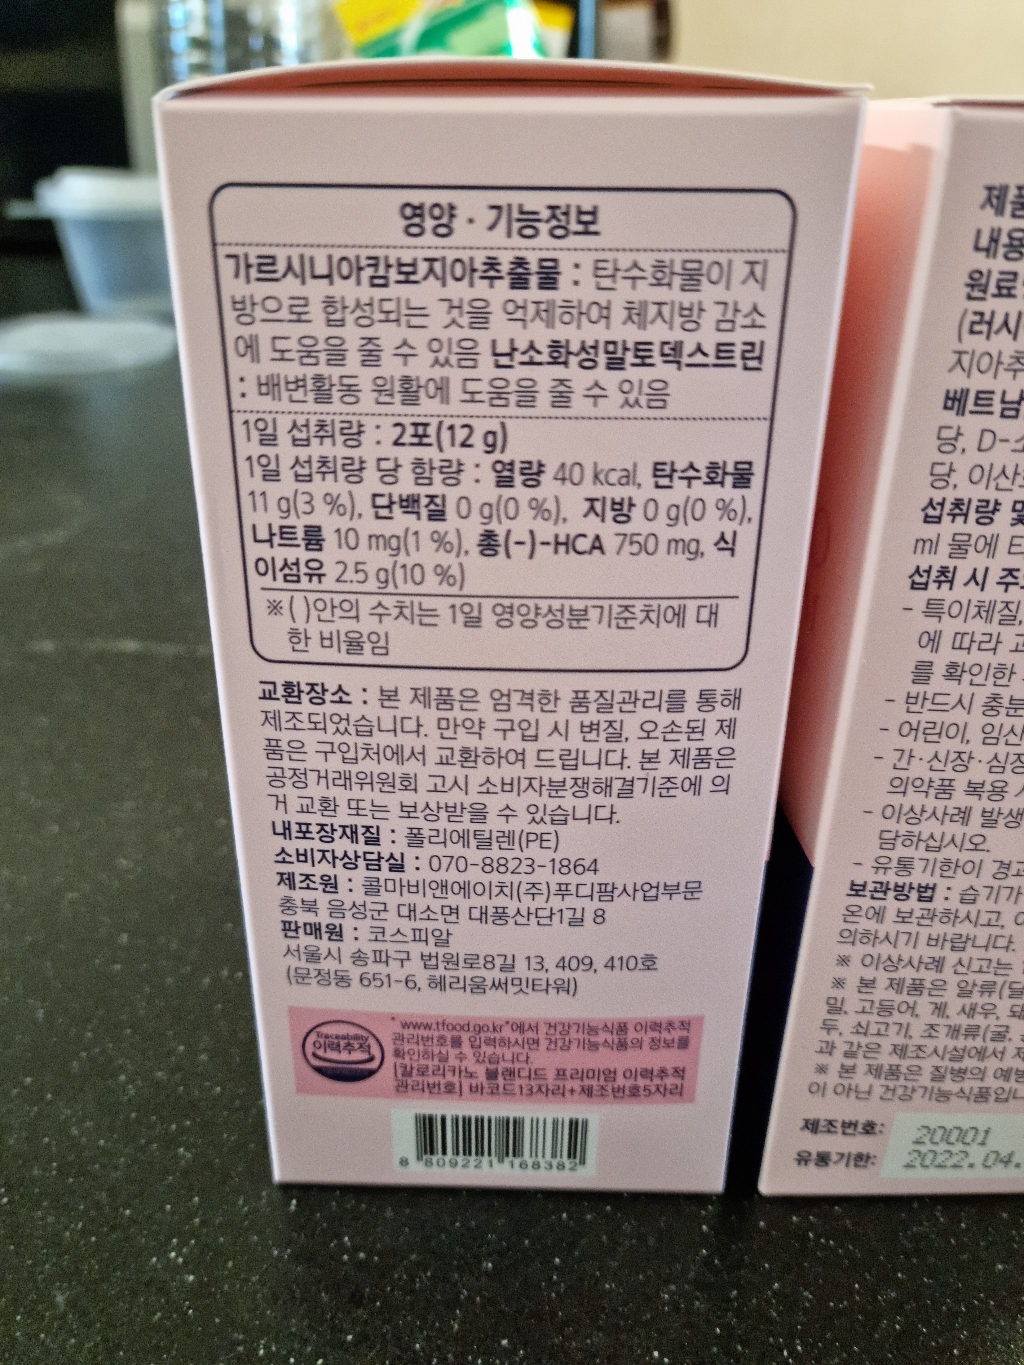 영양 · 기능정보
가르시니아캄보지아추출물 : 탄수화물이 지
방으로 합성되는 것을 억제하여 체지방 감소
에 도움을 줄 수 있음 난소화성말토덱스트린
: 배변활동 원활에 도움을 줄 수 있음
1일 섭취량 : 2포(12 g)
1일 섭취량 당 함량 : 열량 40 kcal, 탄수화물
11 g(3 %), 단백질 0 g(0 %), 지방 0 g(0 %),
나트륨 10 mg(1 %), 총(-)-HCA 750 mg, 식
이섬유 2.5 g(10 %)
※( )안의 수치는 1일 영양성분기준치에 대
한 비율임
교환장소 : 본 제품은 엄격한 품질관리를 통해
제조되었습니다. 만약 구입 시 변질, 오손된 제
품은 구입처에서 교환하여 드립니다. 본 제품은
공정거래위원회 고시 소비자분쟁해결기준에 의
거 교환 또는 보상받을 수 있습니다.
내포장재질 : 폴리에틸렌(PE)
소비자상담실 : 070-8823-1864
제조원 : 콜마비앤에이치(주)푸디팜사업부문
충북 음성군 대소면 대풍산단1길 8
판매원 : 코스피알
서울시 송파구 법원로8길 13, 409, 410호
(문정동 651-6, 헤리움써밋타워)
Traceability
이력추적
"www.tfood.go.kr"에서 건강기능식품 이력추적
관리번호를 입력하시면 건강기능식품의 정보를
확인하실 수 있습니다.
[칼로리카노 블랜디드 프리미엄 이력추적
관리번호] 바코드13자리+제조번호5자리
8 809221 168382
제품
내용
원료
(러시
지아추
베트남
당, D-소
당, 이산
섭취량 및
ml 물에 타
섭취 시 주
- 특이체질,
에 따라 고
를 확인한
- 반드시 충분
- 어린이, 임산
- 간·신장·심장
의약품 복용 시
- 이상사례 발생
담하십시오.
- 유통기한이 경과
보관방법 : 습기가
온에 보관하시고,
의하시기 바랍니다.
※ 이상사례 신고는
※ 본 제품은 알류(달
밀, 고등어, 게, 새우, 돼
두, 쇠고기, 조개류(굴,
과 같은 제조시설에서 제
※ 본 제품은 질병의 예방
이 아닌 건강기능식품입니
제조번호: 20001
유통기한: 2022.04.